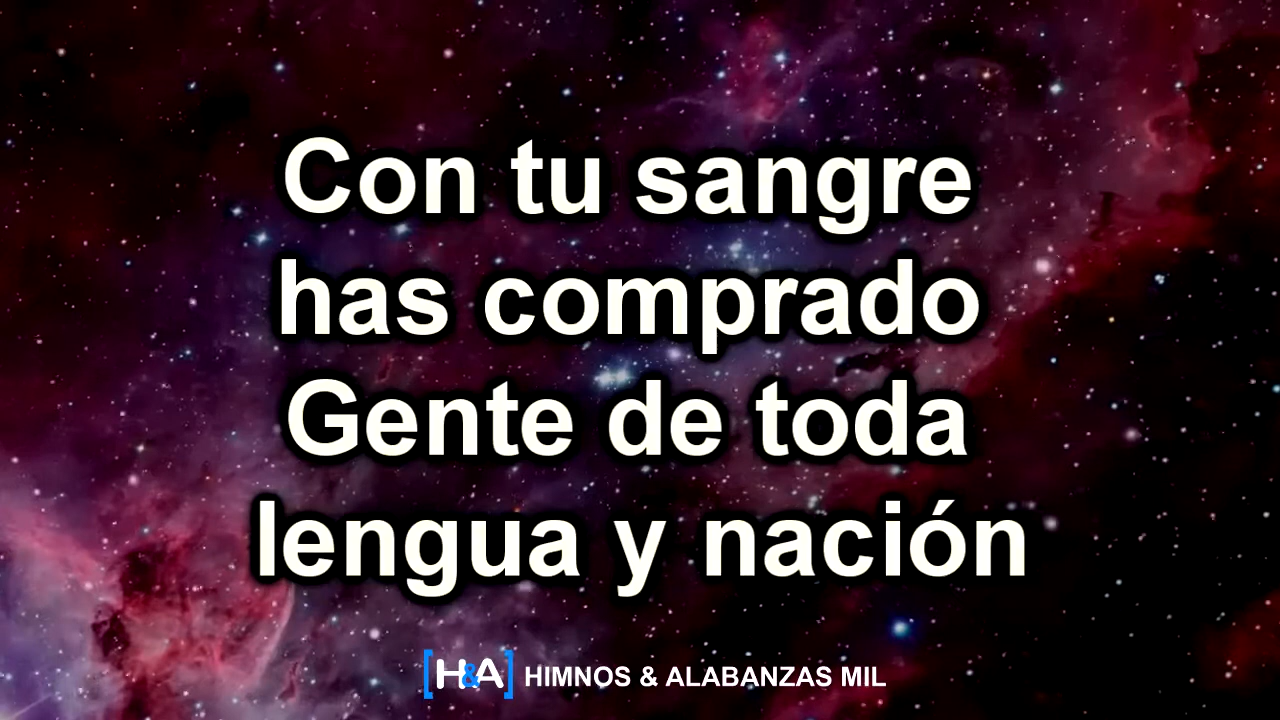 Con tu sangre
has comprado
Gente de toda
lengua y nación
[H&A] HIMNOS & ALABANZAS MIL